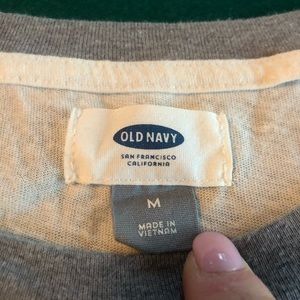 OLD NAVY
SAN FRANCISCO
CALIFORNIA
M
MADE IN
VIETNAM